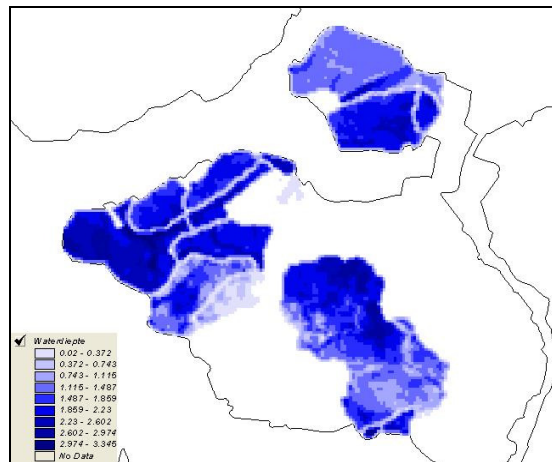 Waterdiepte
0.02 - 0.372
0.372 - 0.743
0.743 - 1.115
1.115 - 1.487
1.487 - 1.859
1.859 - 2.23
2.23 - 2.602
2.602 - 2.974
2.974 - 3.345
No Data